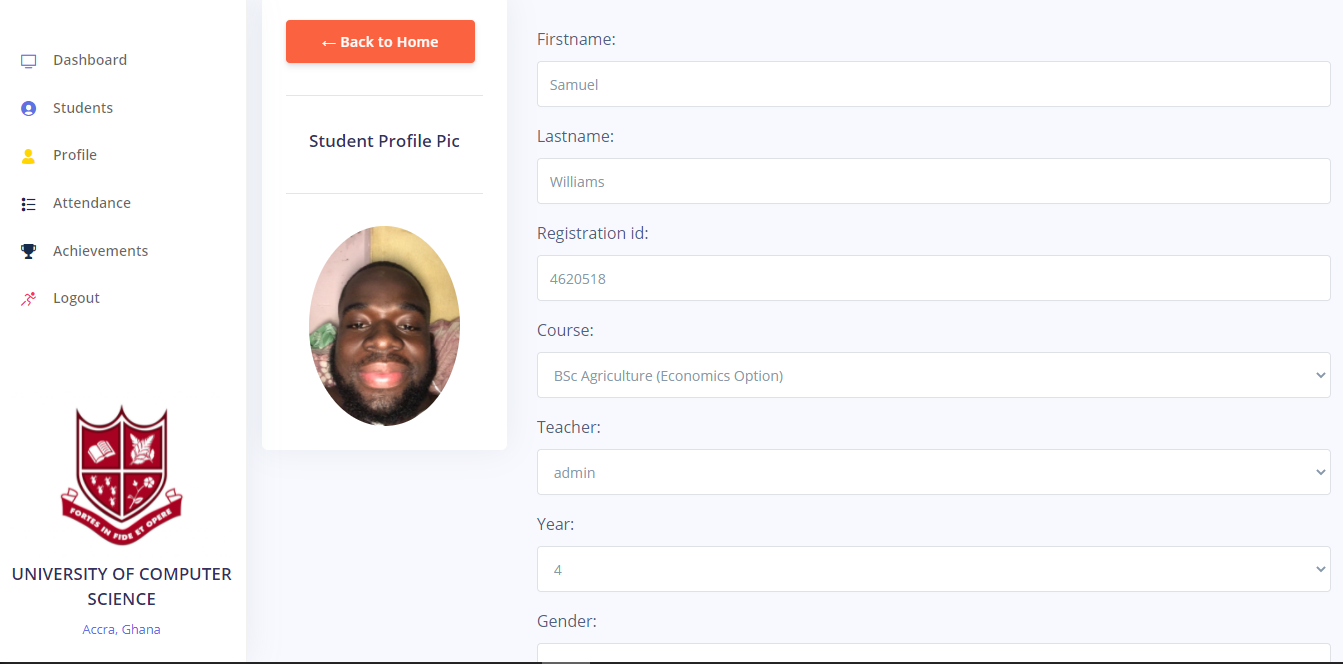 Dashboard
Students
Profile
Attendance
Achievements
Logout
FORTES IN FIDE ET OPERE
UNIVERSITY OF COMPUTER
SCIENCE
Accra, Ghana
← Back to Home
Student Profile Pic
Firstname:
Samuel
Lastname:
Williams
Registration id:
4620518
Course:
BSc Agriculture (Economics Option)
Teacher:
admin
Year:
4
Gender: